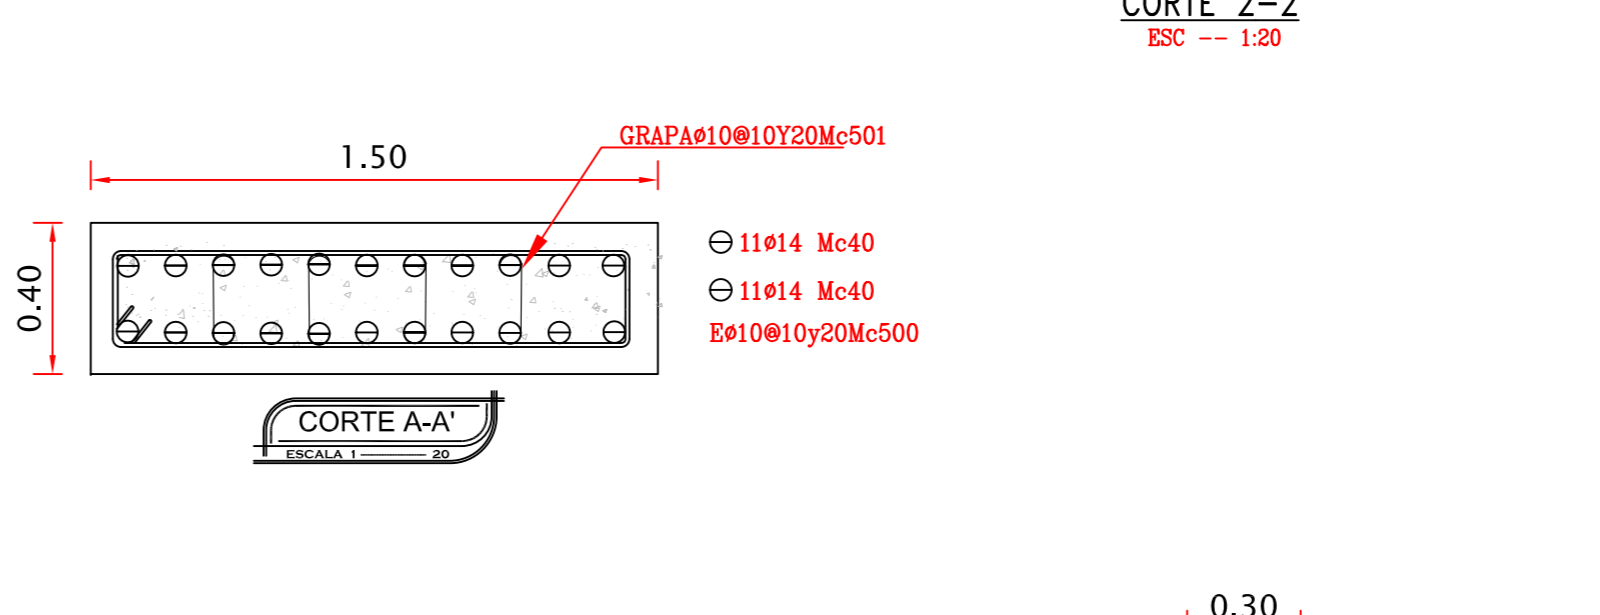 CORTE 2-2
ESC -- 1:20
GRAPAø10@10Y20Mc501
1.50
0.40
11ø14 Mc40
11ø14 Mc40
Eø10@10y20Mc500
CORTE A-A'
ESCALA 1 ———— 20
0.30